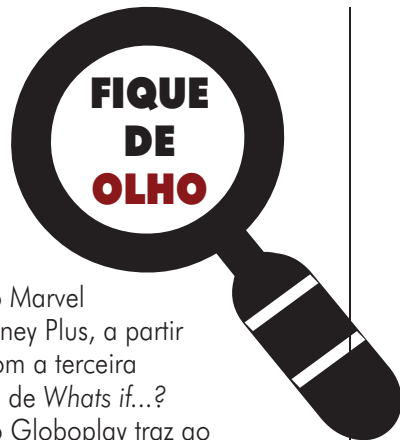 FIQUE
DE
OLHO
Marvel
ney Plus, a partir
om a terceira
de Whats if...?
Globoplay traz ao